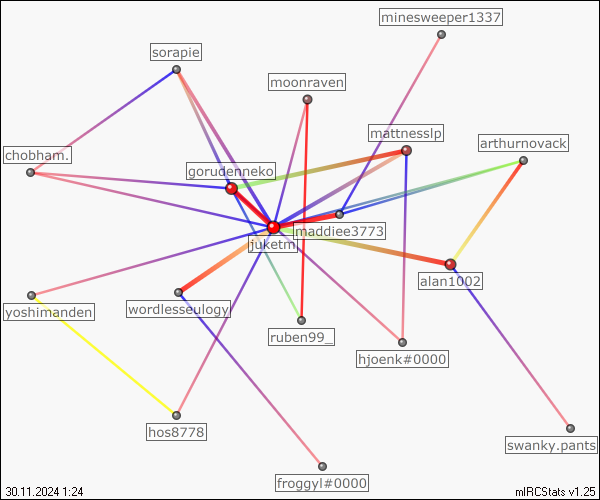 minesweeper1337
sorapie
moonraven
mattnesslp
arthurnovack
chobham.
gorudenneko
maddiee3773
juketm
alan1002
yoshimanden
wordlesseulogy
ruben99_
hjoenk#0000
hos8778
swanky.pants
froggyl#0000
30.11.2024 1:24
mIRCStats v1.25